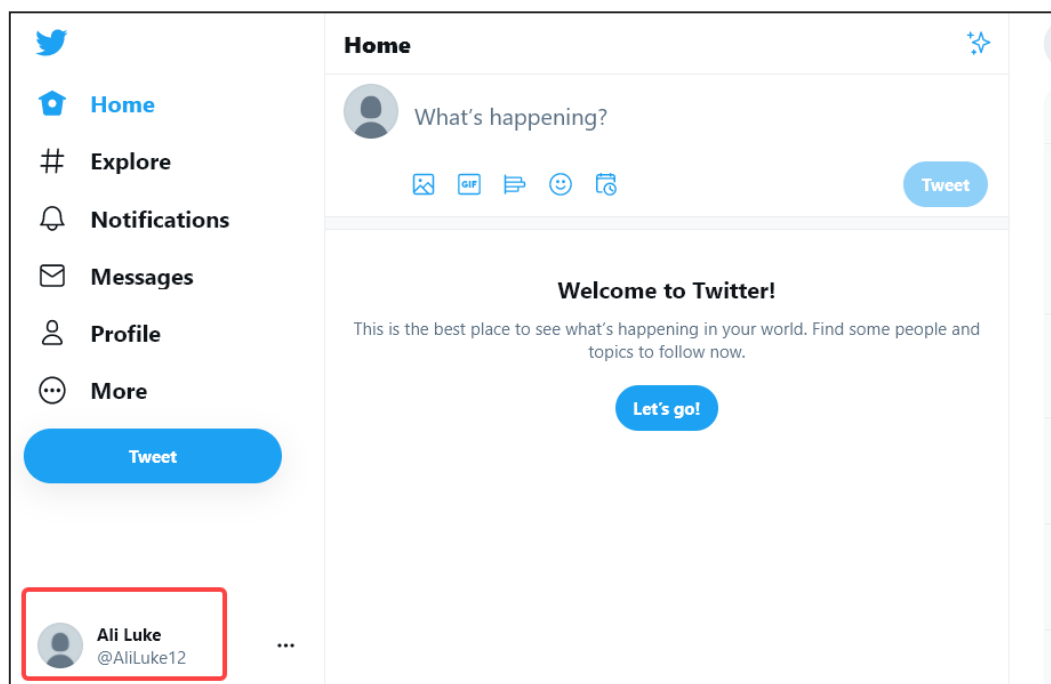 Home
Explore
Notifications
Messages
Profile
More
Tweet
Ali Luke
@AliLuke12
Home
What's happening?
GIF
Tweet
Welcome to Twitter!
This is the best place to see what's happening in your world. Find some people and
topics to follow now.
Let's go!